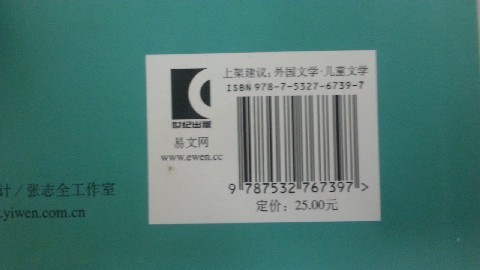 上架建议：外国文学·儿童文学
ISBN 978-7-5327-6739-7
世纪出版
易文网
www.ewen.cc
9 787532 767397 >
定价：25.00元
计／张志全工作室
.yiwen.com.cn